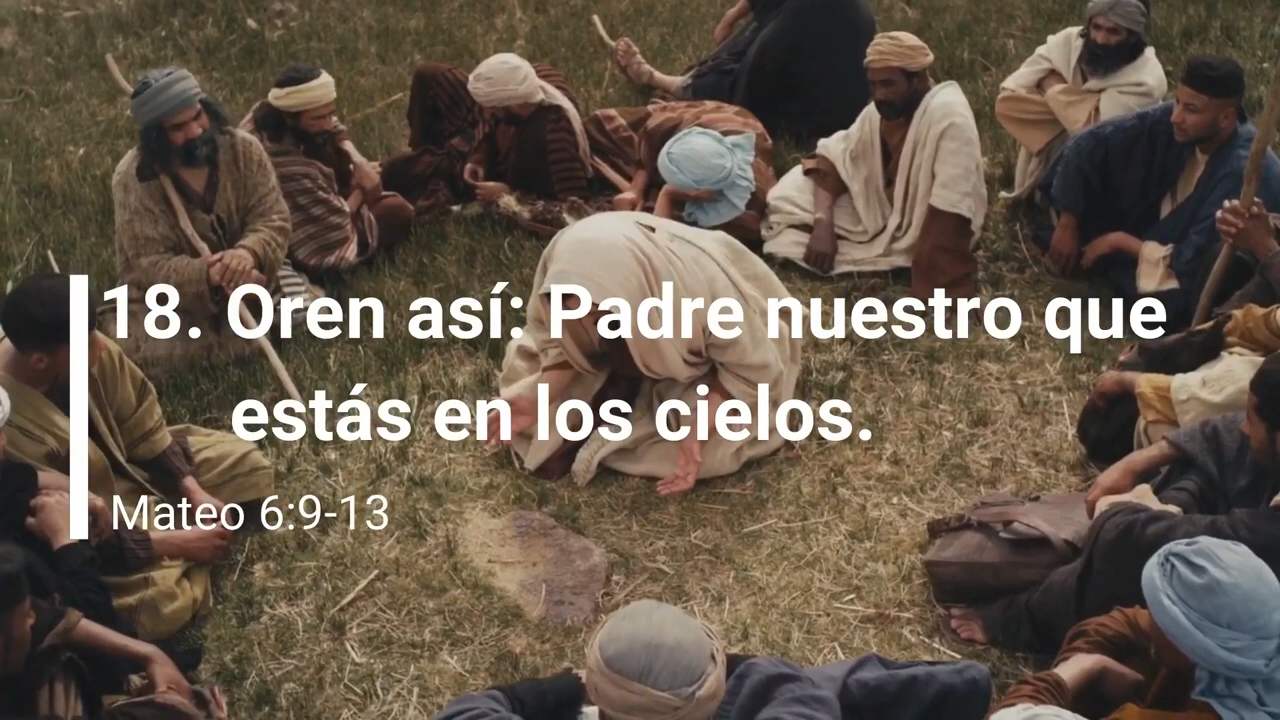 18. Oren así: Padre nuestro que
estás en los cielos.
Mateo 6:9-13